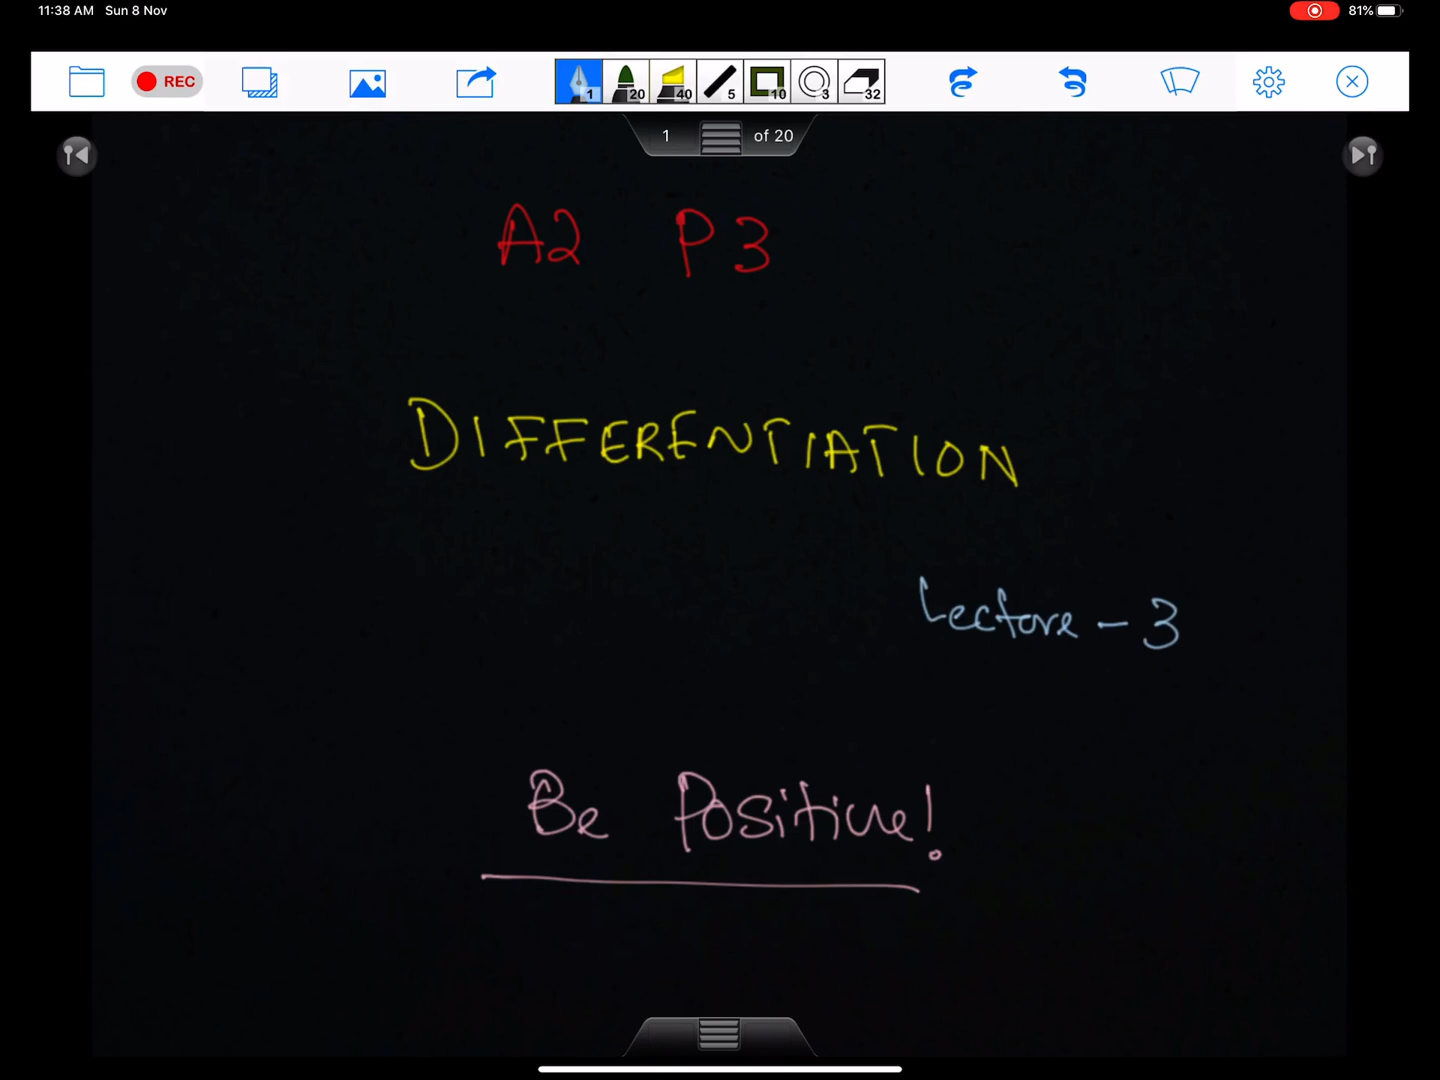 11:38 AM Sun 8 Nov 81%
REC 1 20 40 5 10 3 32
1 of 20
A2 P3
DIFFERENTIATION
Lecture - 3
Be Positive!